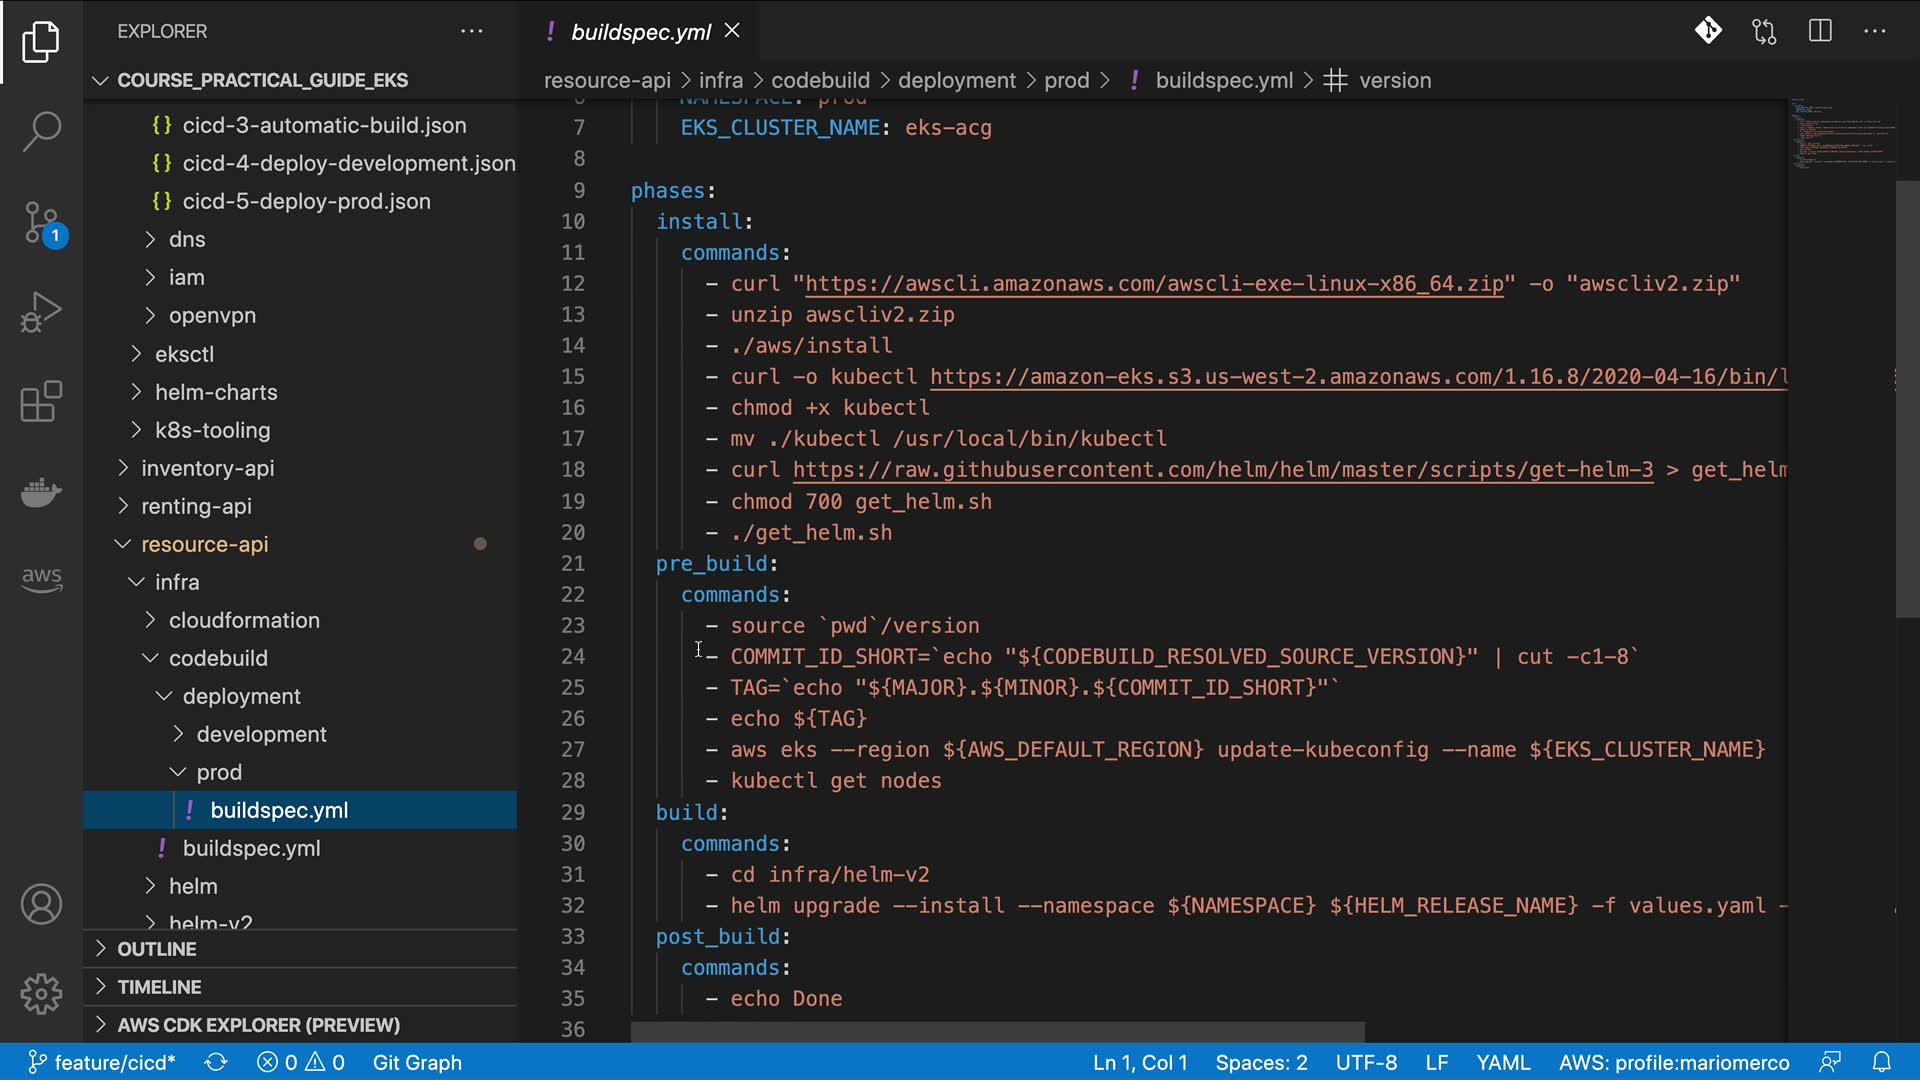 EXPLORER
buildspec.yml
COURSE_PRACTICAL_GUIDE_EKS
resource-api > infra > codebuild > deployment > prod > ! buildspec.yml > # version
{} cicd-3-automatic-build.json
{} cicd-4-deploy-development.json
{} cicd-5-deploy-prod.json
dns
iam
openvpn
eksctl
helm-charts
k8s-tooling
inventory-api
renting-api
resource-api
infra
cloudformation
codebuild
deployment
development
prod
! buildspec.yml
! buildspec.yml
helm
helm-v2
OUTLINE
TIMELINE
AWS CDK EXPLORER (PREVIEW)
1
aws
6 NAMESPACE: prod
7 EKS_CLUSTER_NAME: eks-acg
8
9 phases:
10 install:
11 commands:
12 - curl "https://awscli.amazonaws.com/awscli-exe-linux-x86_64.zip" -o "awscliv2.zip"
13 - unzip awscliv2.zip
14 - ./aws/install
15 - curl -o kubectl https://amazon-eks.s3.us-west-2.amazonaws.com/1.16.8/2020-04-16/bin/l
16 - chmod +x kubectl
17 - mv ./kubectl /usr/local/bin/kubectl
18 - curl https://raw.githubusercontent.com/helm/helm/master/scripts/get-helm-3 > get_helm
19 - chmod 700 get_helm.sh
20 - ./get_helm.sh
21 pre_build:
22 commands:
23 - source `pwd`/version
24 - COMMIT_ID_SHORT=`echo "${CODEBUILD_RESOLVED_SOURCE_VERSION}" | cut -c1-8`
25 - TAG=`echo "${MAJOR}.${MINOR}.${COMMIT_ID_SHORT}"`
26 - echo ${TAG}
27 - aws eks --region ${AWS_DEFAULT_REGION} update-kubeconfig --name ${EKS_CLUSTER_NAME}
28 - kubectl get nodes
29 build:
30 commands:
31 - cd infra/helm-v2
32 - helm upgrade --install --namespace ${NAMESPACE} ${HELM_RELEASE_NAME} -f values.yaml -
33 post_build:
34 commands:
35 - echo Done
36
feature/cicd* 0 0 Git Graph Ln 1, Col 1 Spaces: 2 UTF-8 LF YAML AWS: profile:mariomerco